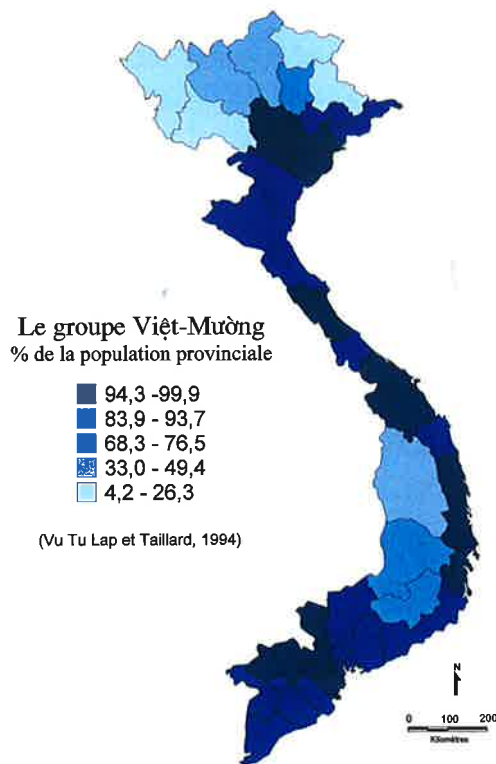 Le groupe Việt-Mường
% de la population provinciale
94,3 -99,9
83,9 - 93,7
68,3 - 76,5
33,0 - 49,4
4,2 - 26,3
(Vu Tu Lap et Taillard, 1994)
N
0 100 200
Kilomètres